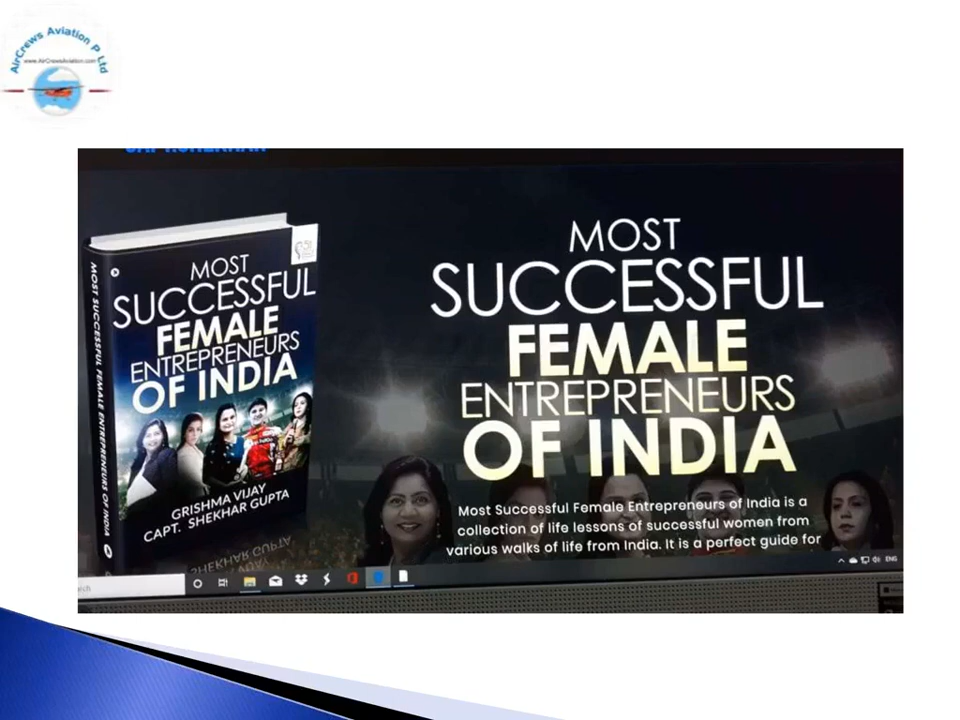 AirCrews Aviation P Ltd
www.AirCrewsAviation.com
MOST
SUCCESSFUL
FEMALE
ENTREPRENEURS
OF INDIA
GRISHMA VIJAY
CAPT. SHEKHAR GUPTA
MOST SUCCESSFUL FEMALE ENTREPRENEURS OF INDIA
MOST
SUCCESSFUL
FEMALE
ENTREPRENEURS
OF INDIA
Most Successful Female Entrepreneurs of India is a
collection of life lessons of successful women from
various walks of life from India. It is a perfect guide for
ENG